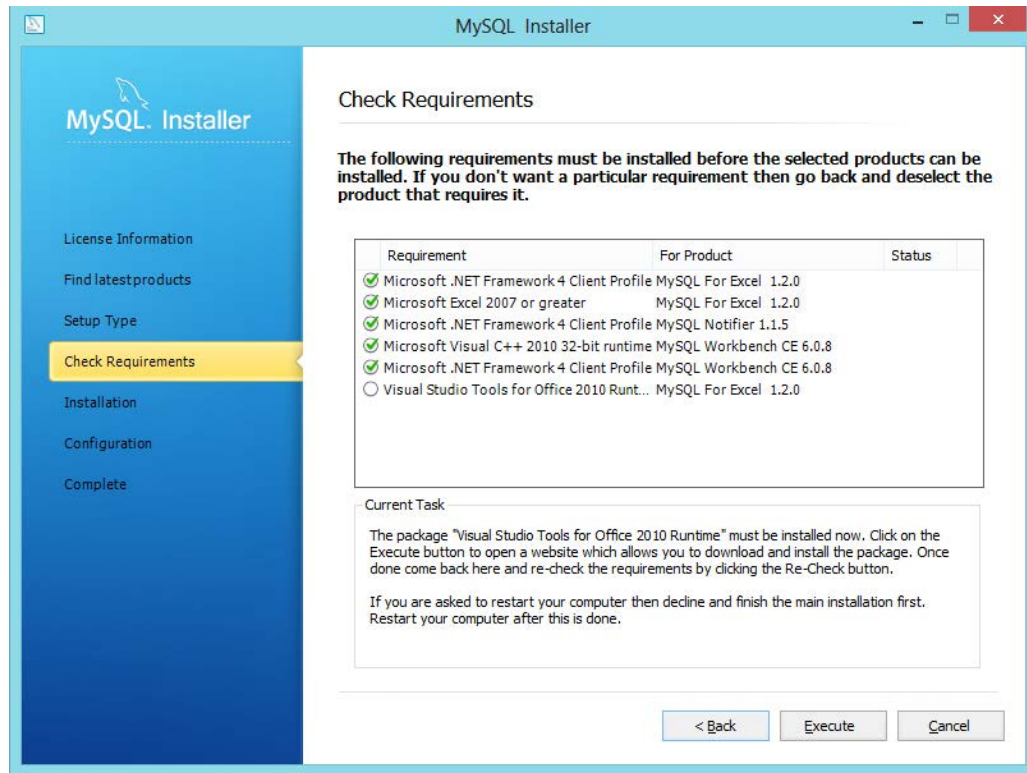 MySQL Installer
MySQL. Installer
License Information
Find latest products
Setup Type
Check Requirements
Installation
Configuration
Complete
Check Requirements
The following requirements must be installed before the selected products can be
installed. If you don't want a particular requirement then go back and deselect the
product that requires it.
Requirement For Product Status
Microsoft .NET Framework 4 Client Profile MySQL For Excel 1.2.0
Microsoft Excel 2007 or greater MySQL For Excel 1.2.0
Microsoft .NET Framework 4 Client Profile MySQL Notifier 1.1.5
Microsoft Visual C++ 2010 32-bit runtime MySQL Workbench CE 6.0.8
Microsoft .NET Framework 4 Client Profile MySQL Workbench CE 6.0.8
Visual Studio Tools for Office 2010 Runt... MySQL For Excel 1.2.0
Current Task
The package "Visual Studio Tools for Office 2010 Runtime" must be installed now. Click on the
Execute button to open a website which allows you to download and install the package. Once
done come back here and re-check the requirements by clicking the Re-Check button.
If you are asked to restart your computer then decline and finish the main installation first.
Restart your computer after this is done.
< Back Execute Cancel